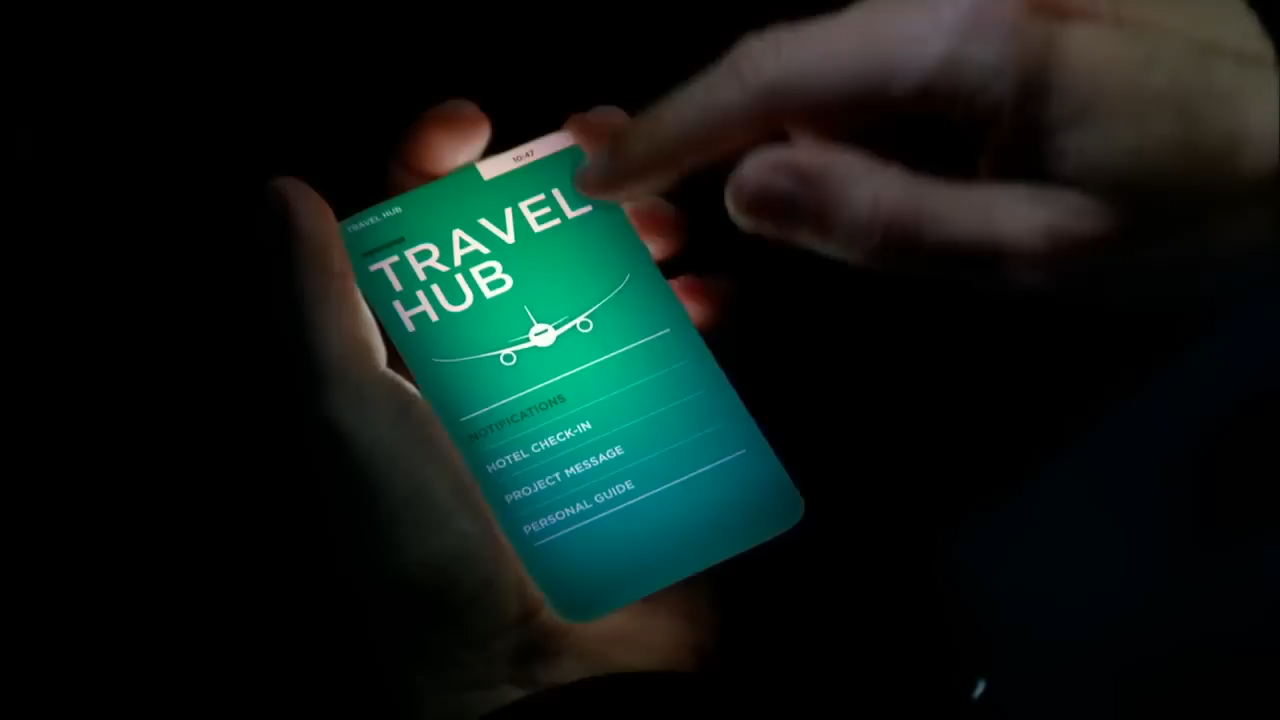 10:47
TRAVEL HUB
TRAVEL
HUB
NOTIFICATIONS
HOTEL CHECK-IN
PROJECT MESSAGE
PERSONAL GUIDE